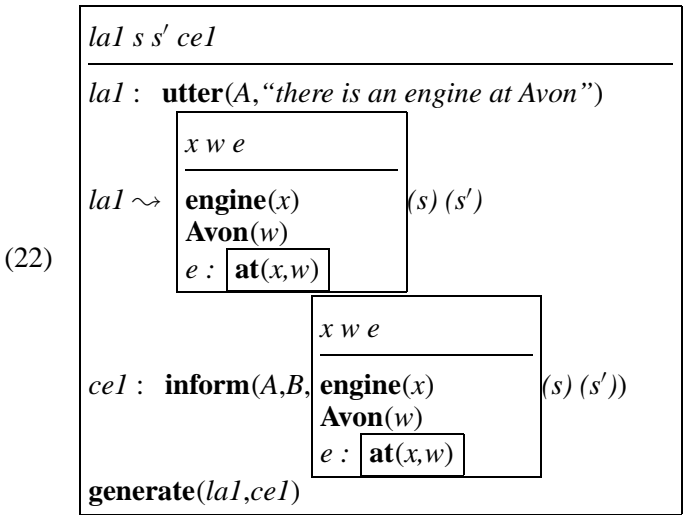 la1 s s′ ce1
la1 : utter(A,“there is an engine at Avon”)
x w e
la1 ⤳ engine(x) (s) (s′)
Avon(w)
(22)
e : at(x,w)
x w e
ce1 : inform(A,B, engine(x) (s) (s′))
Avon(w)
e : at(x,w)
generate(la1,ce1)